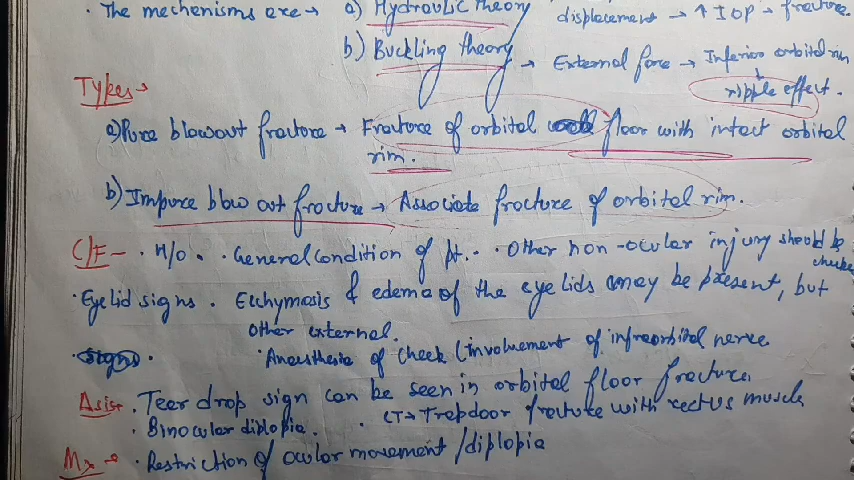 · The mechanisms are → a) Hydraulic theory displacement → ↑ IOP → fracture.
b) Buckling theory → External force → Inferior orbital rim
↓
ripple effect.
Types→
a) Pure blowout fracture → Fracture of orbital floor with intact orbital
rim.
b) Impure blow out fracture → Associate fracture of orbital rim.
C/F – · H/O · · General condition of pt. · · Other non-ocular injury should be
checked
· Eyelid signs · Ecchymosis & edema of the eyelids may be present, but
other external.
· signs · · Anaesthesia of cheek (involvement of infraorbital nerve
· Tear drop sign can be seen in orbital floor fracture.
· Binocular diplopia. · CT→ Trapdoor fracture with rectus muscle
Mx → · Restriction of ocular movement / diplopia